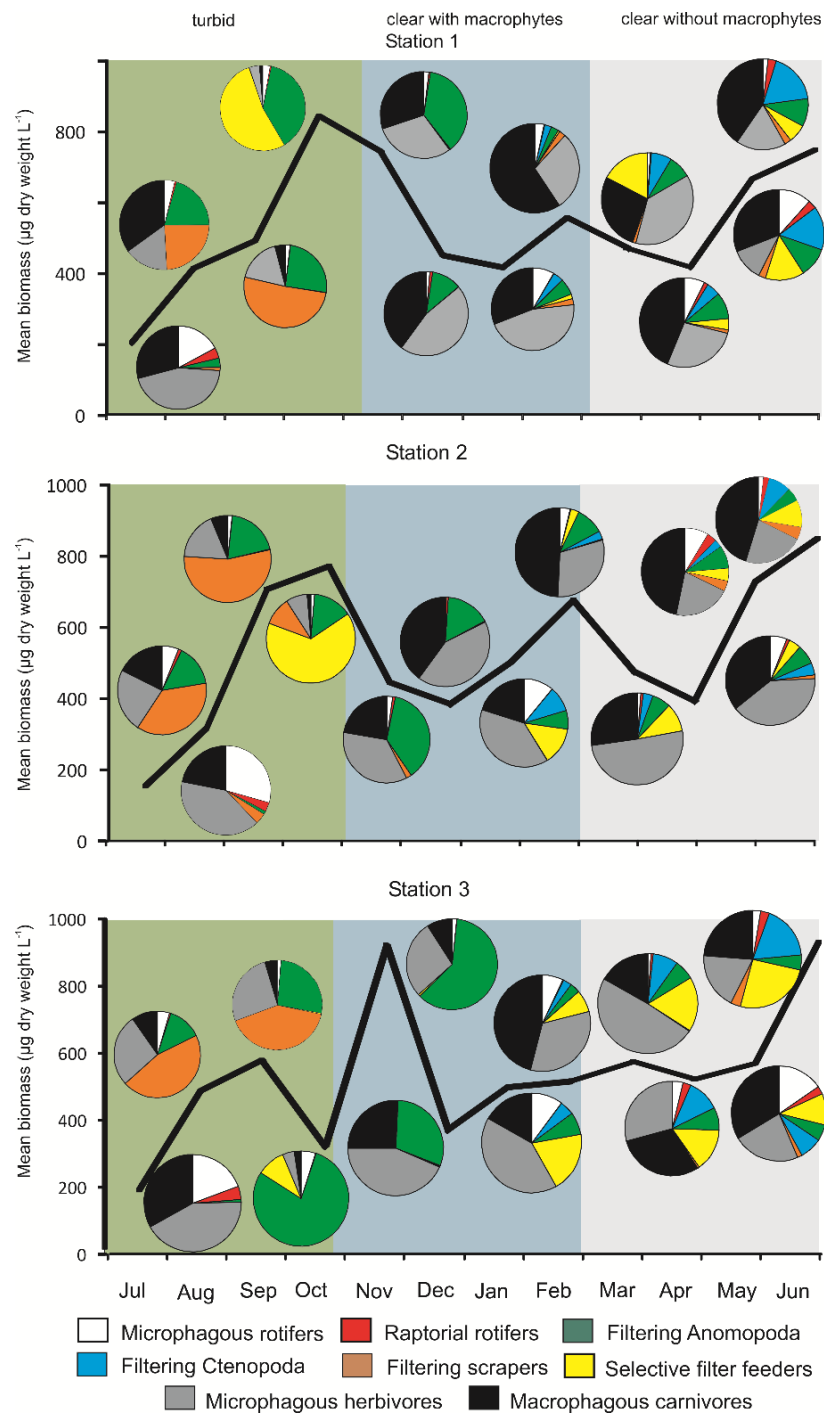 turbid
clear with macrophytes
clear without macrophytes
Station 1
Mean biomass (µg dry weight L⁻¹)
800
400
0
Station 2
Mean biomass (µg dry weight L⁻¹)
1000
800
600
400
200
0
Station 3
Mean biomass (µg dry weight L⁻¹)
1000
800
600
400
200
0
Jul Aug Sep Oct Nov Dec Jan Feb Mar Apr May Jun
Microphagous rotifers Raptorial rotifers Filtering Anomopoda
Filtering Ctenopoda Filtering scrapers Selective filter feeders
Microphagous herbivores Macrophagous carnivores